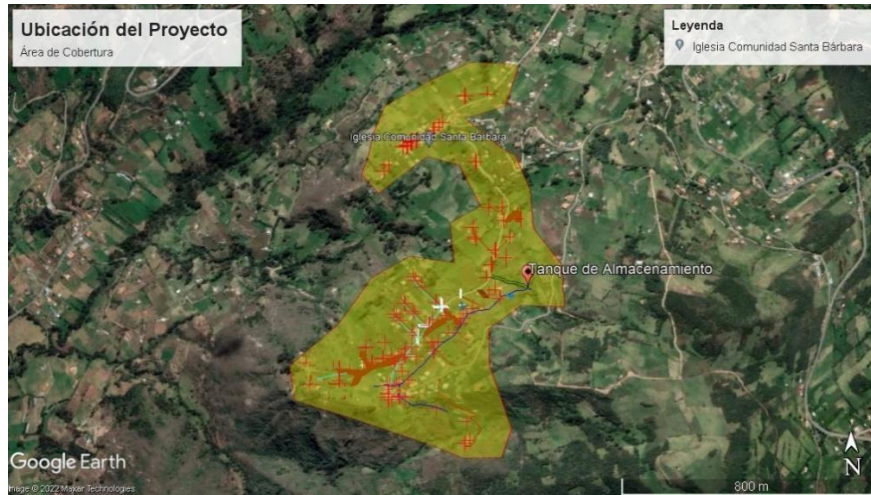 Ubicación del Proyecto
Área de Cobertura
Leyenda
Iglesia Comunidad Santa Bárbara
Iglesia Comunidad Santa Bárbara
Tanque de Almacenamiento
Google Earth
Image © 2022 Maxar Technologies
800 m
N